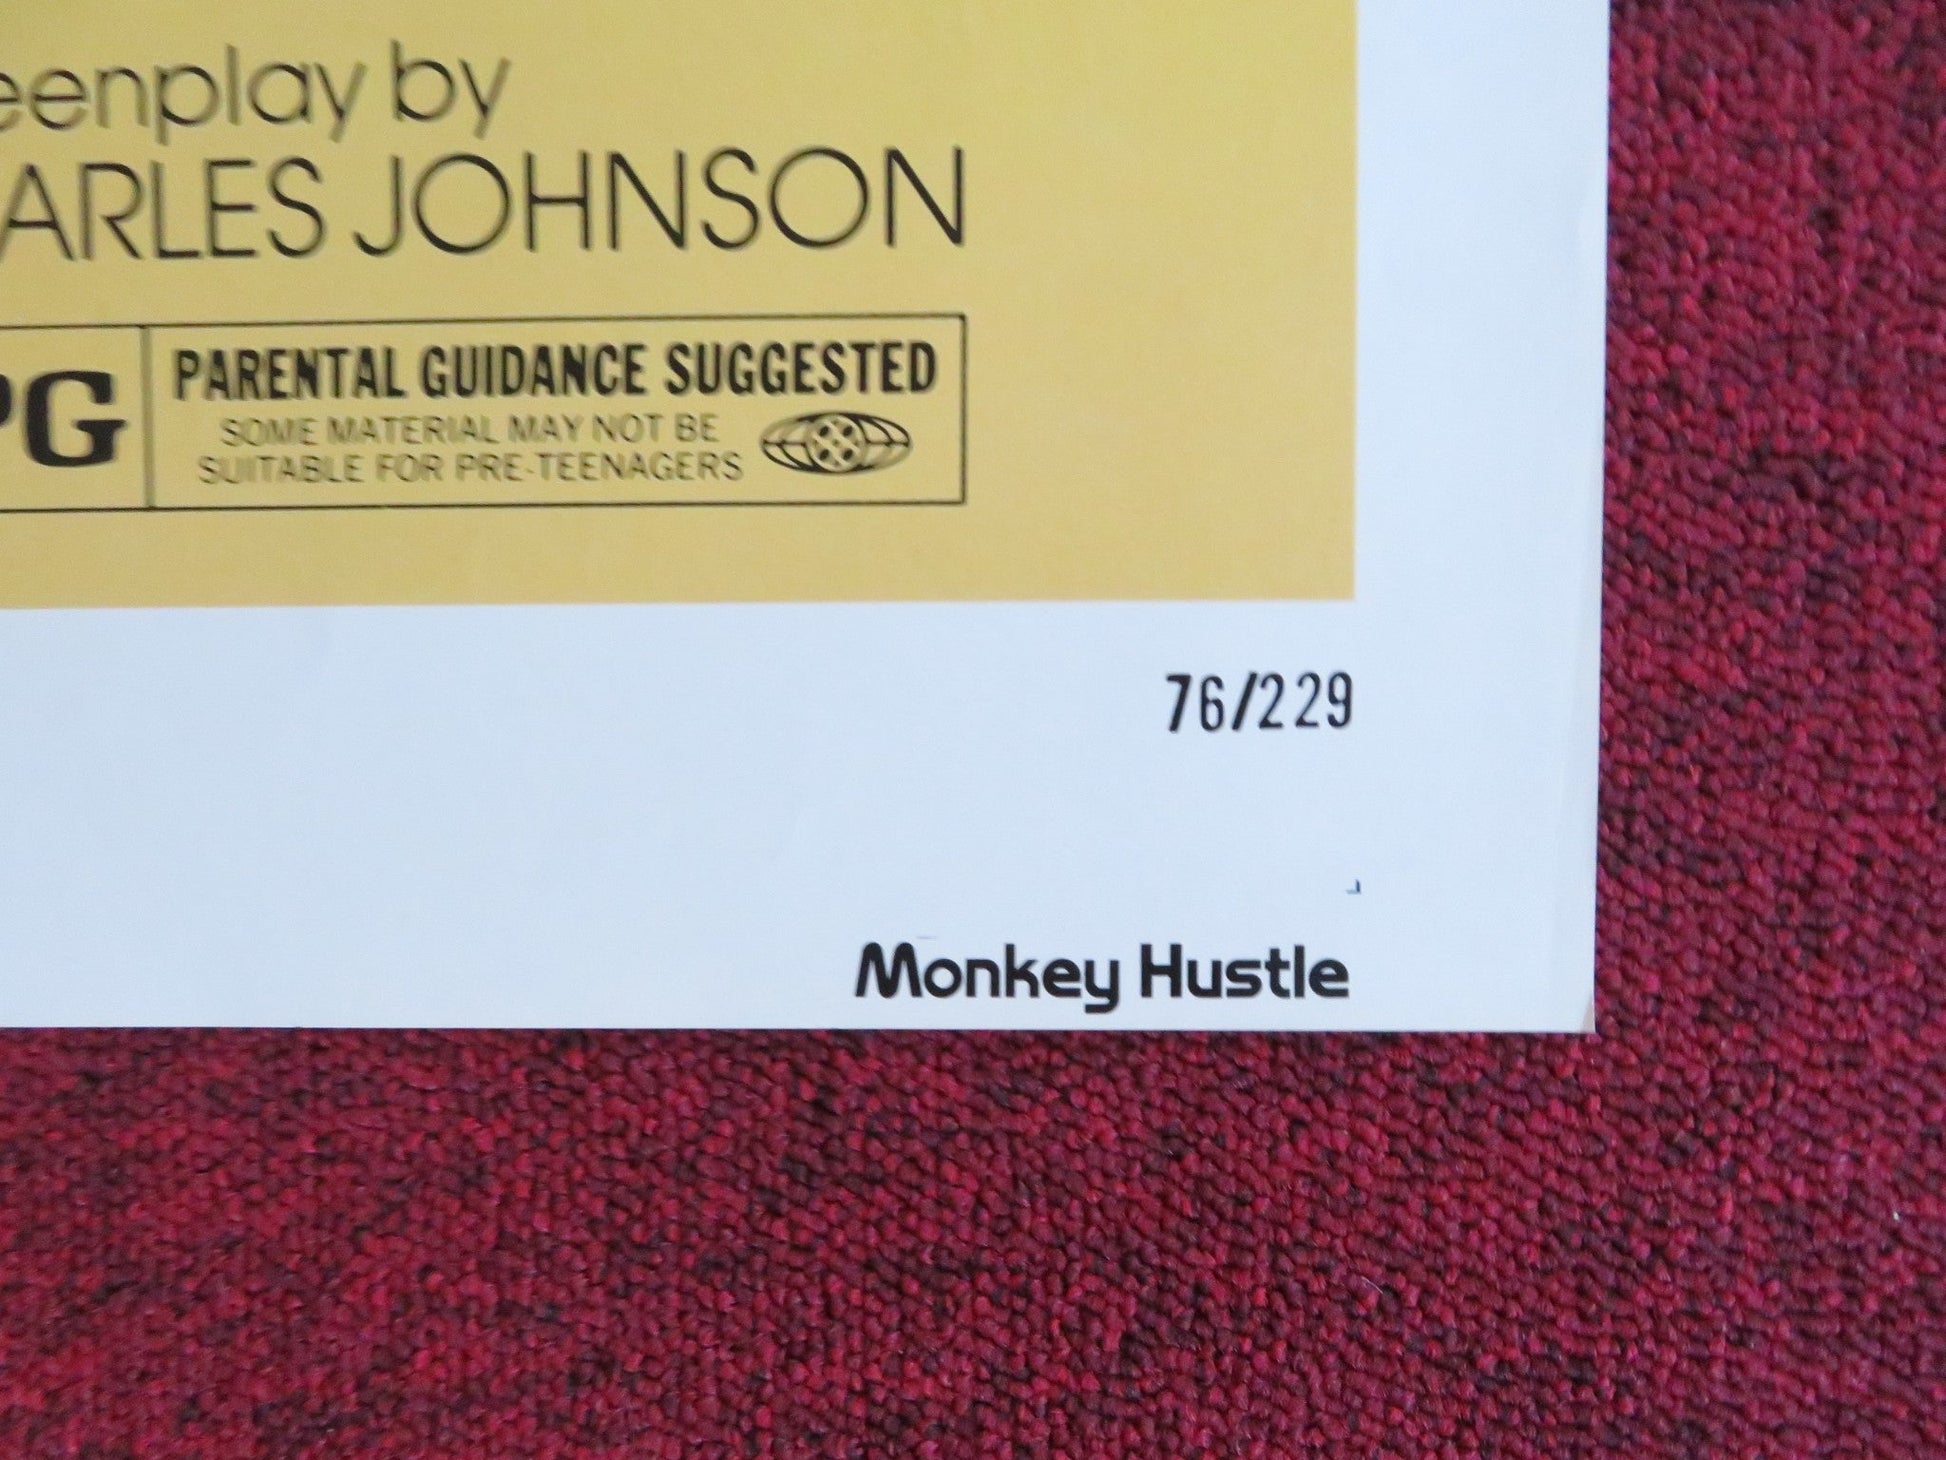 eenplay by
ARLES JOHNSON
PG
PARENTAL GUIDANCE SUGGESTED
SOME MATERIAL MAY NOT BE
SUITABLE FOR PRE-TEENAGERS
76/229
Monkey Hustle